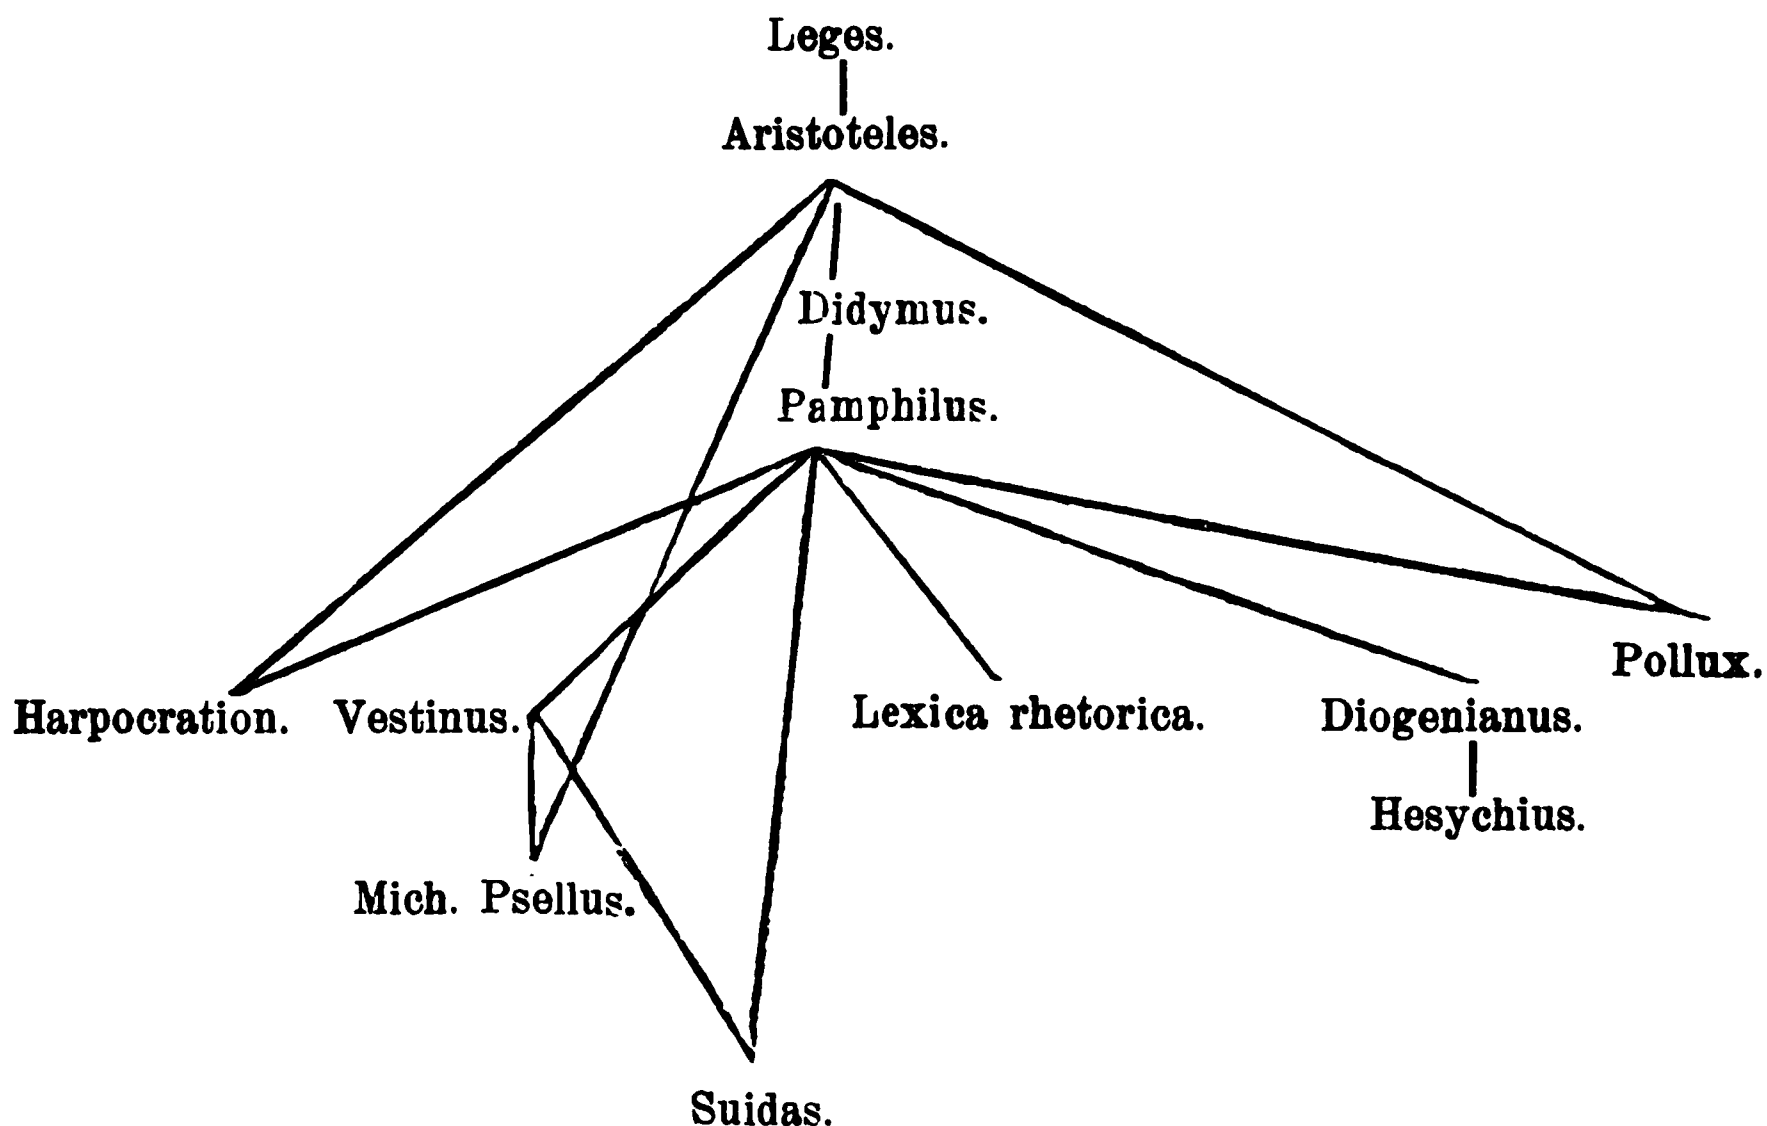 Leges.
Aristoteles.
Didymus.
Pamphilus.
Pollux.
Harpocration. Vestinus. Lexica rhetorica. Diogenianus.
Hesychius.
Mich. Psellus.
Suidas.